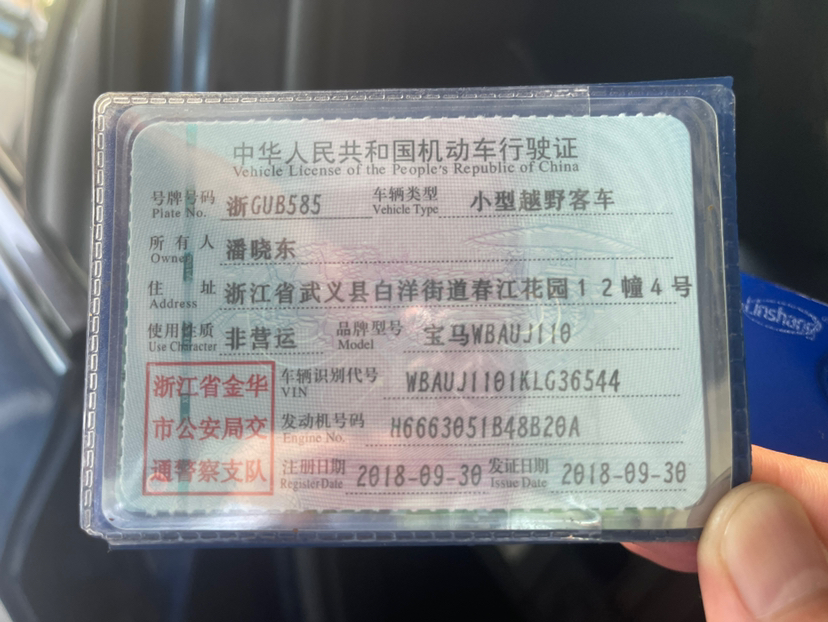 中华人民共和国机动车行驶证
Vehicle License of the People's Republic of China
号牌号码 浙GUB585 车辆类型 小型越野客车
Plate No. Vehicle Type
所有人 潘晓东
Owner
住址 浙江省武义县白洋街道春江花园12幢4号
Address
使用性质 非营运 品牌型号 宝马WBAUJ110
Use Character Model
浙江省金华 车辆识别代号 WBAUJ1101KLG36544
VIN
市公安局交 发动机号码 H6663051B48B20A
Engine No.
通警察支队 注册日期 2018-09-30 发证日期 2018-09-30
Register Date Issue Date
Linshang